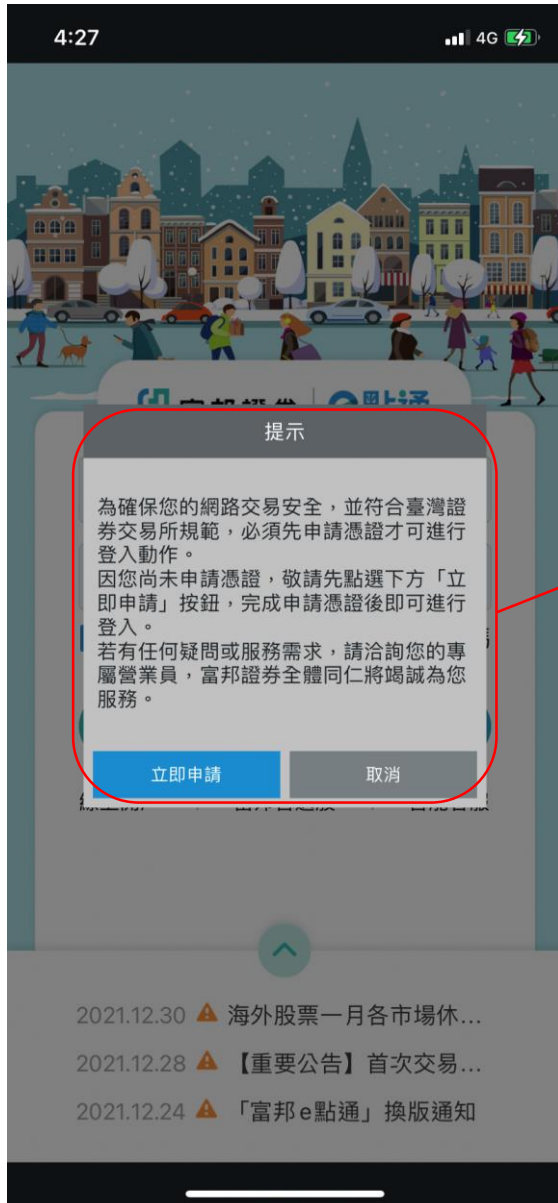 4:27
4G
提示
為確保您的網路交易安全，並符合臺灣證
券交易所規範，必須先申請憑證才可進行
登入動作。
因您尚未申請憑證，敬請先點選下方「立
即申請」按鈕，完成申請憑證後即可進行
登入。
若有任何疑問或服務需求，請洽詢您的專
屬營業員，富邦證券全體同仁將竭誠為您
服務。
立即申請 取消
2021.12.30 海外股票一月各市場休...
2021.12.28 【重要公告】首次交易...
2021.12.24 「富邦e點通」換版通知